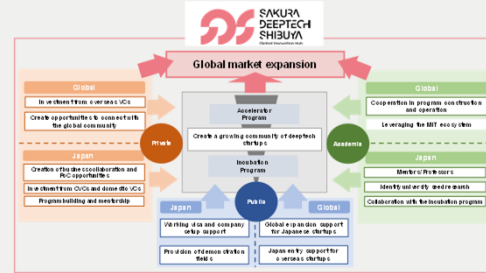 SAKURA
DEEPTECH
SHIBUYA
Global market expansion
Global
Investment from overseas VCs
Create opportunities to connect with
the global community
Japan
Creation of business collaboration and
PoC opportunities
Investment from CVCs and domestic VCs
Program building and mentorship
Private
Accelerator
Program
Create a growing community of deeptech
startups
Incubation
Program
Academia
Global
Cooperation in program construction
and operation
Leveraging the MIT ecosystem
Japan
Mentors/Professors
Identify university seed research
Collaboration with the incubation program
Public
Japan
Working visa and company
setup support
Provision of demonstration
fields
Global
Global expansion support
for Japanese startups
Japan entry support for
overseas startups